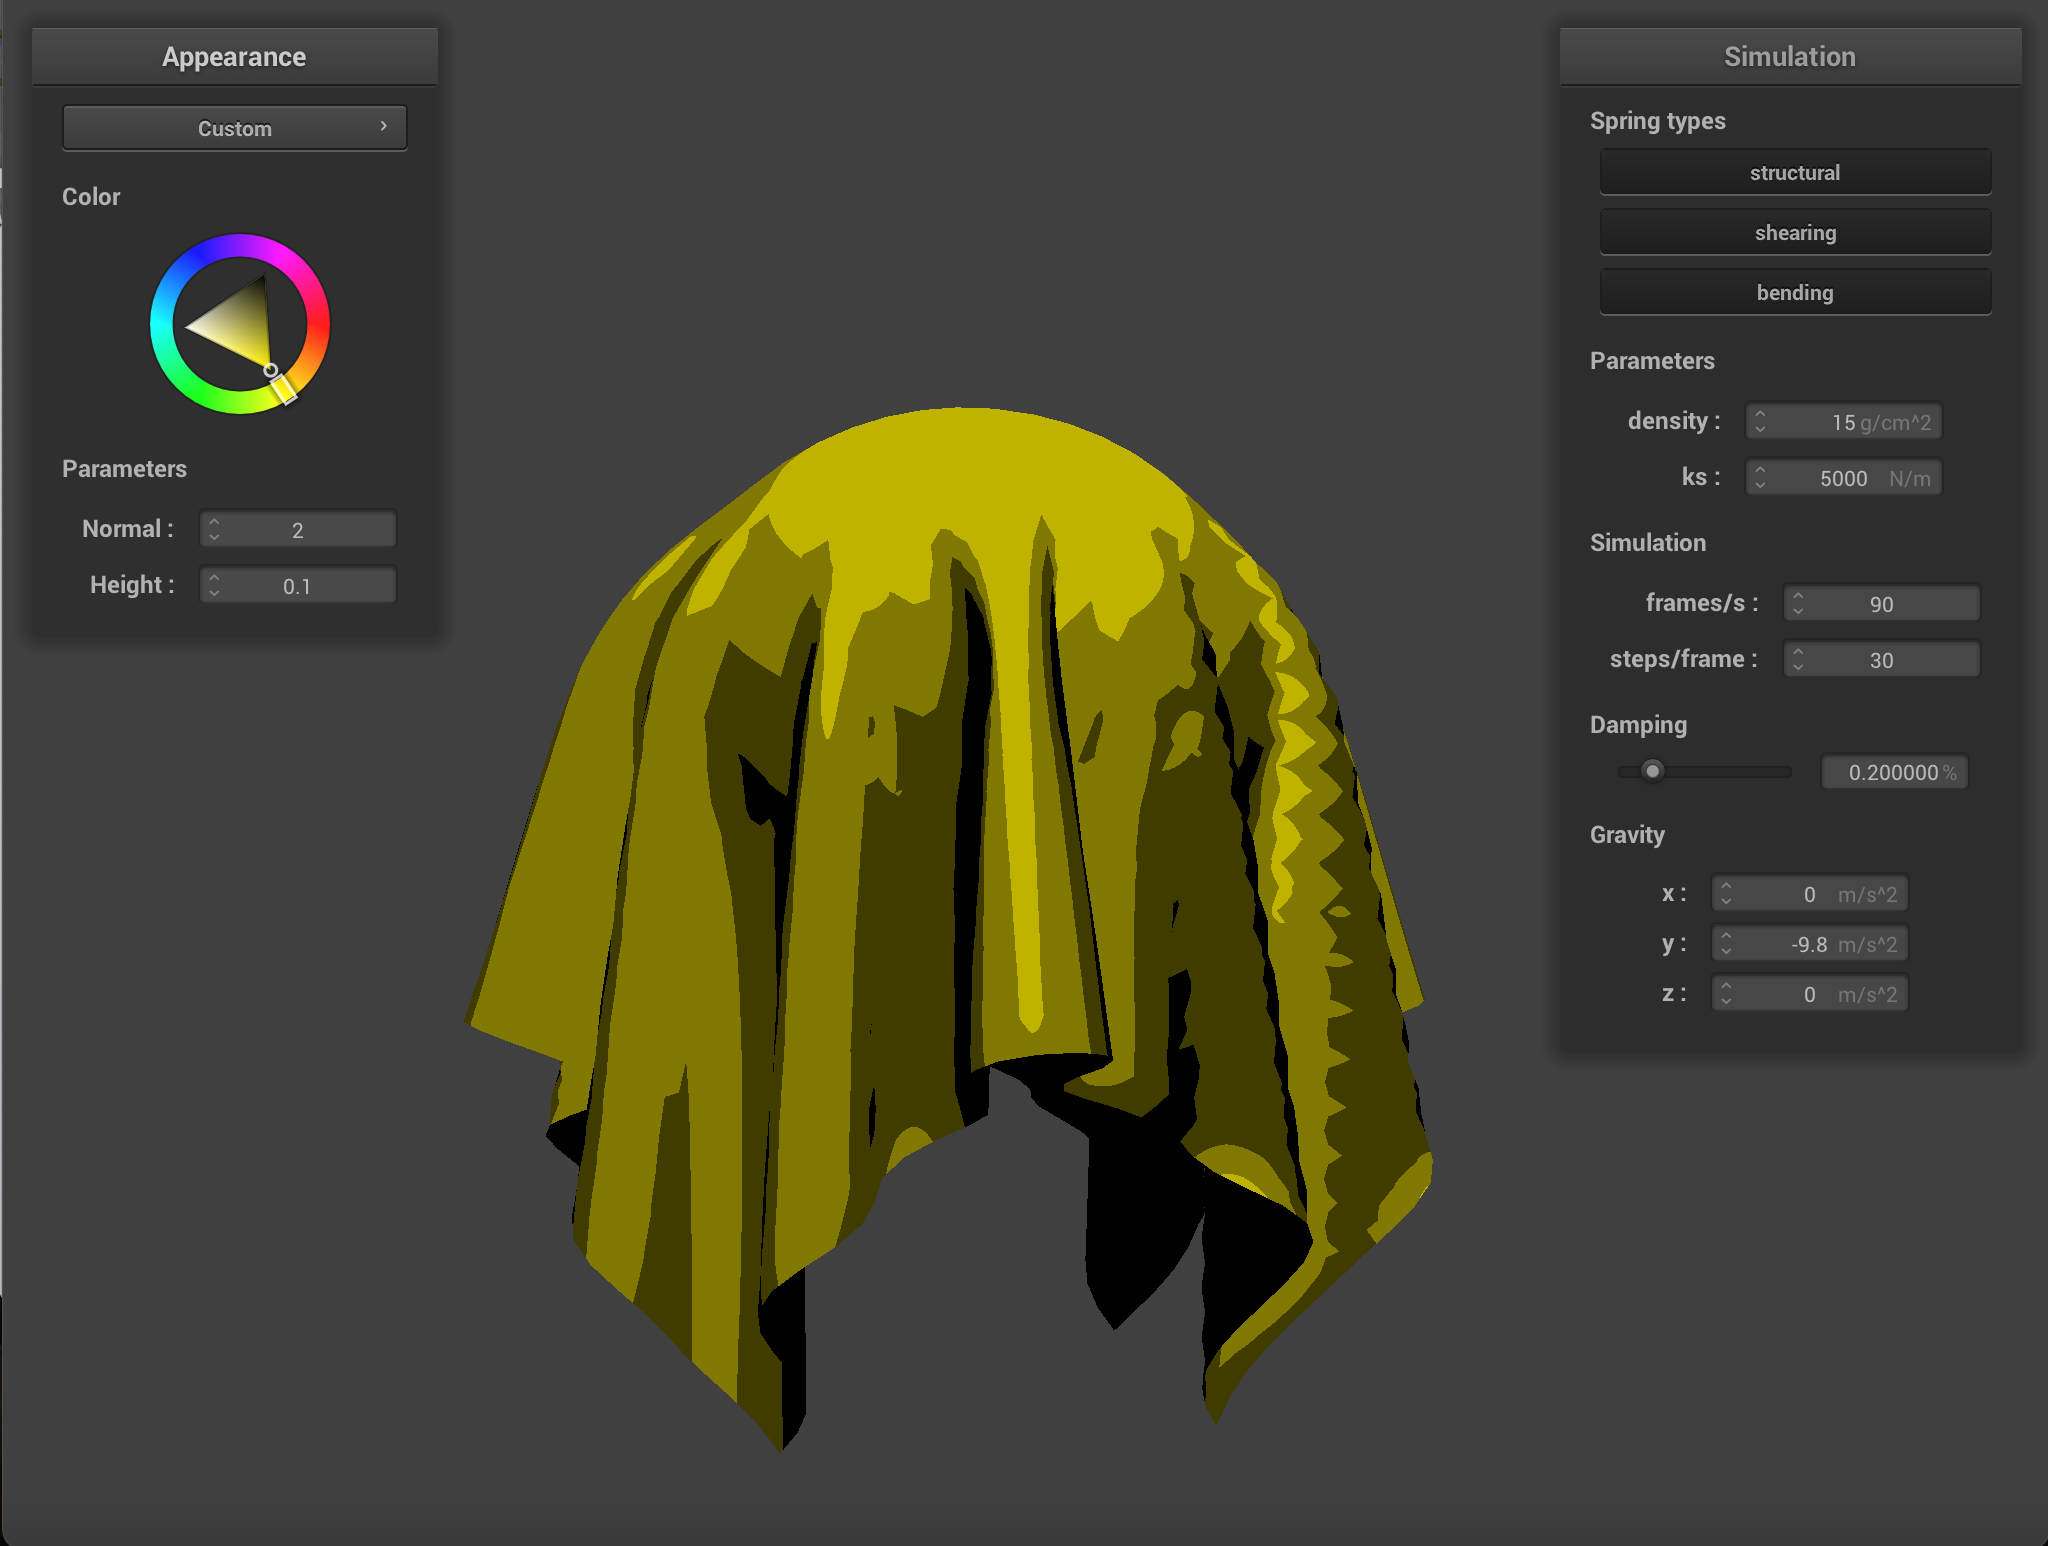 Appearance
Custom
Color
Parameters
Normal : 2
Height : 0.1
Simulation
Spring types
structural
shearing
bending
Parameters
density : 15 g/cm^2
ks : 5000 N/m
Simulation
frames/s : 90
steps/frame : 30
Damping
0.200000 %
Gravity
x : 0 m/s^2
y : -9.8 m/s^2
z : 0 m/s^2